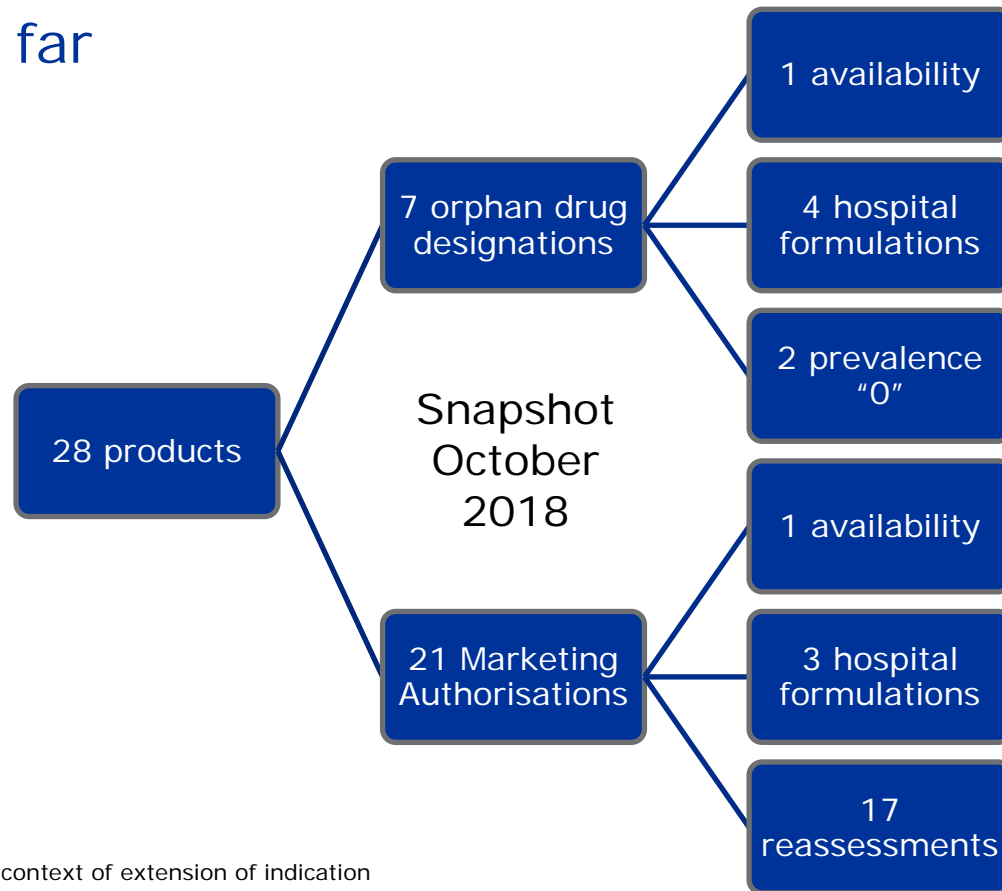 far
1 availability
7 orphan drug
designations
4 hospital
formulations
2 prevalence
“0”
28 products
Snapshot
October
2018
1 availability
21 Marketing
Authorisations
3 hospital
formulations
17
reassessments
context of extension of indication